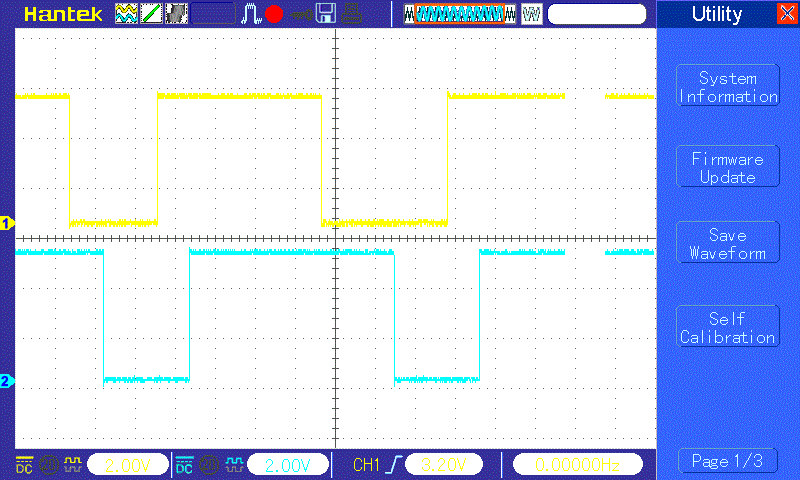 Hantek
Utility
System
Information
Firmware
Update
Save
Waveform
Self
Calibration
Page 1/3
1
2
DC
2.00V
DC
2.00V
CH1
3.20V
0.00000Hz